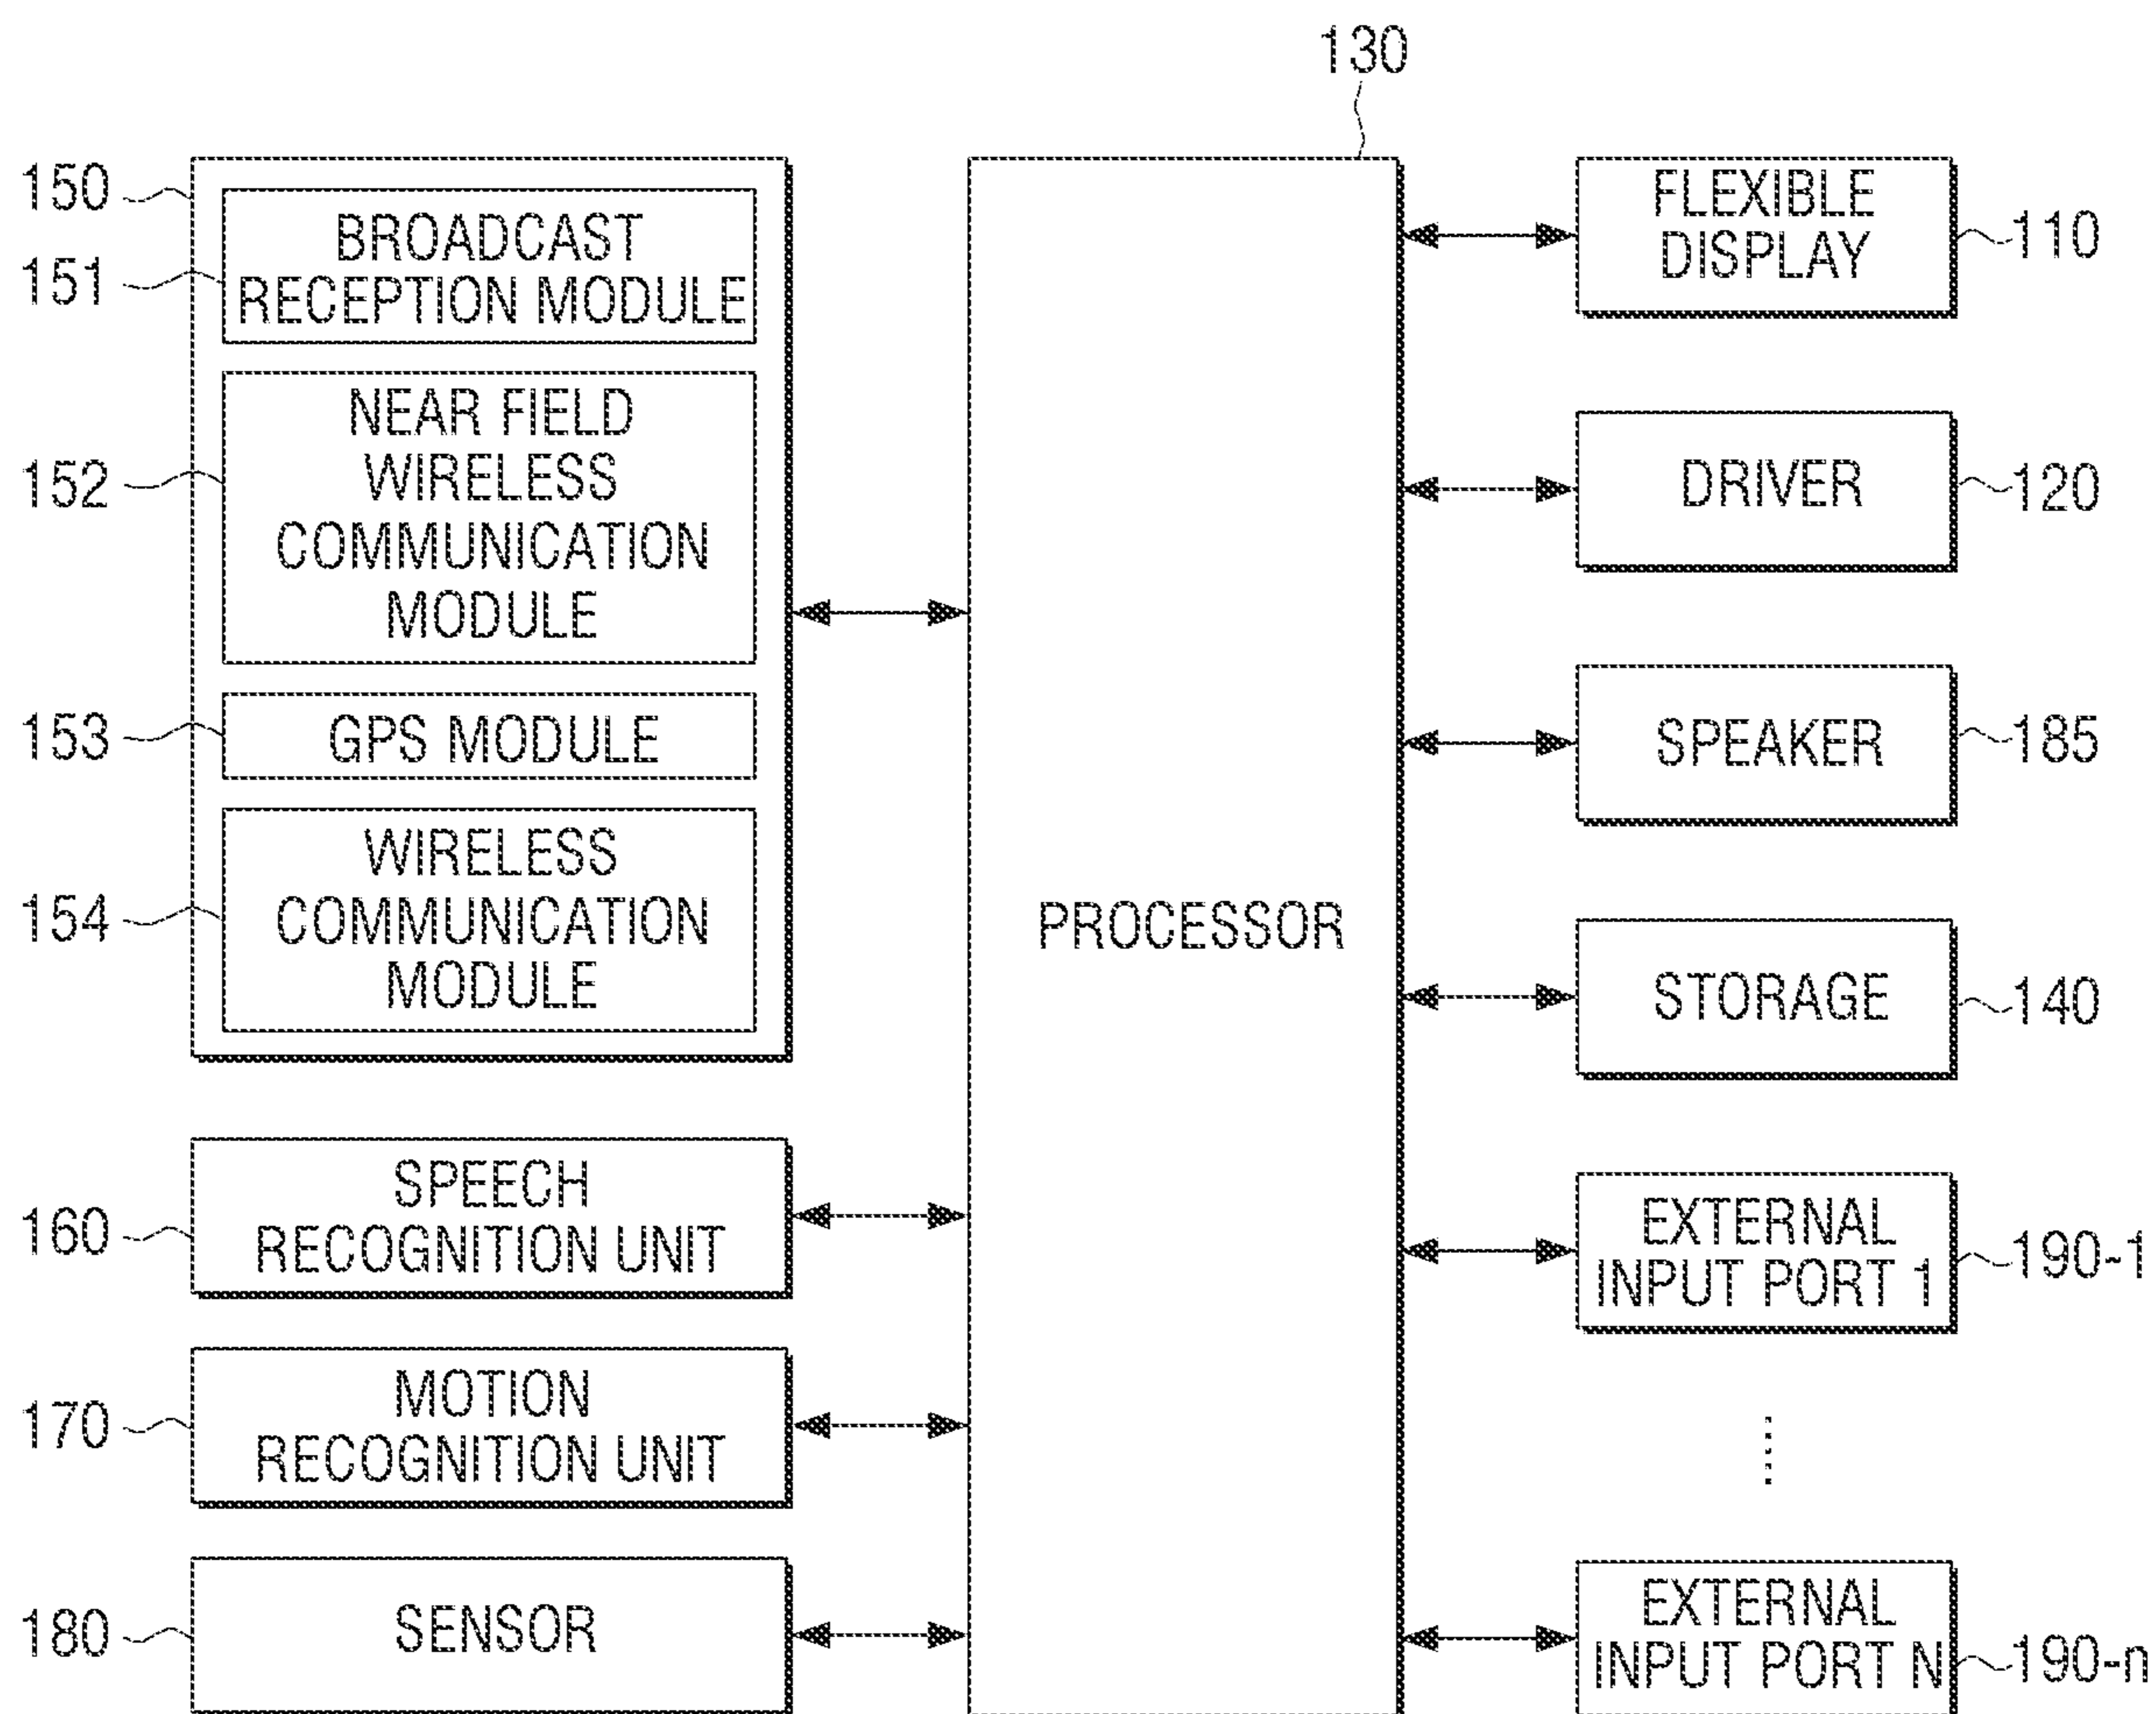 130
150
BROADCAST
RECEPTION MODULE
151
NEAR FIELD
WIRELESS
COMMUNICATION
MODULE
152
GPS MODULE
153
WIRELESS
COMMUNICATION
MODULE
154
SPEECH
RECOGNITION UNIT
160
MOTION
RECOGNITION UNIT
170
SENSOR
180
PROCESSOR
FLEXIBLE
DISPLAY
110
DRIVER
120
SPEAKER
185
STORAGE
140
EXTERNAL
INPUT PORT 1
190-1
EXTERNAL
INPUT PORT N
190-n